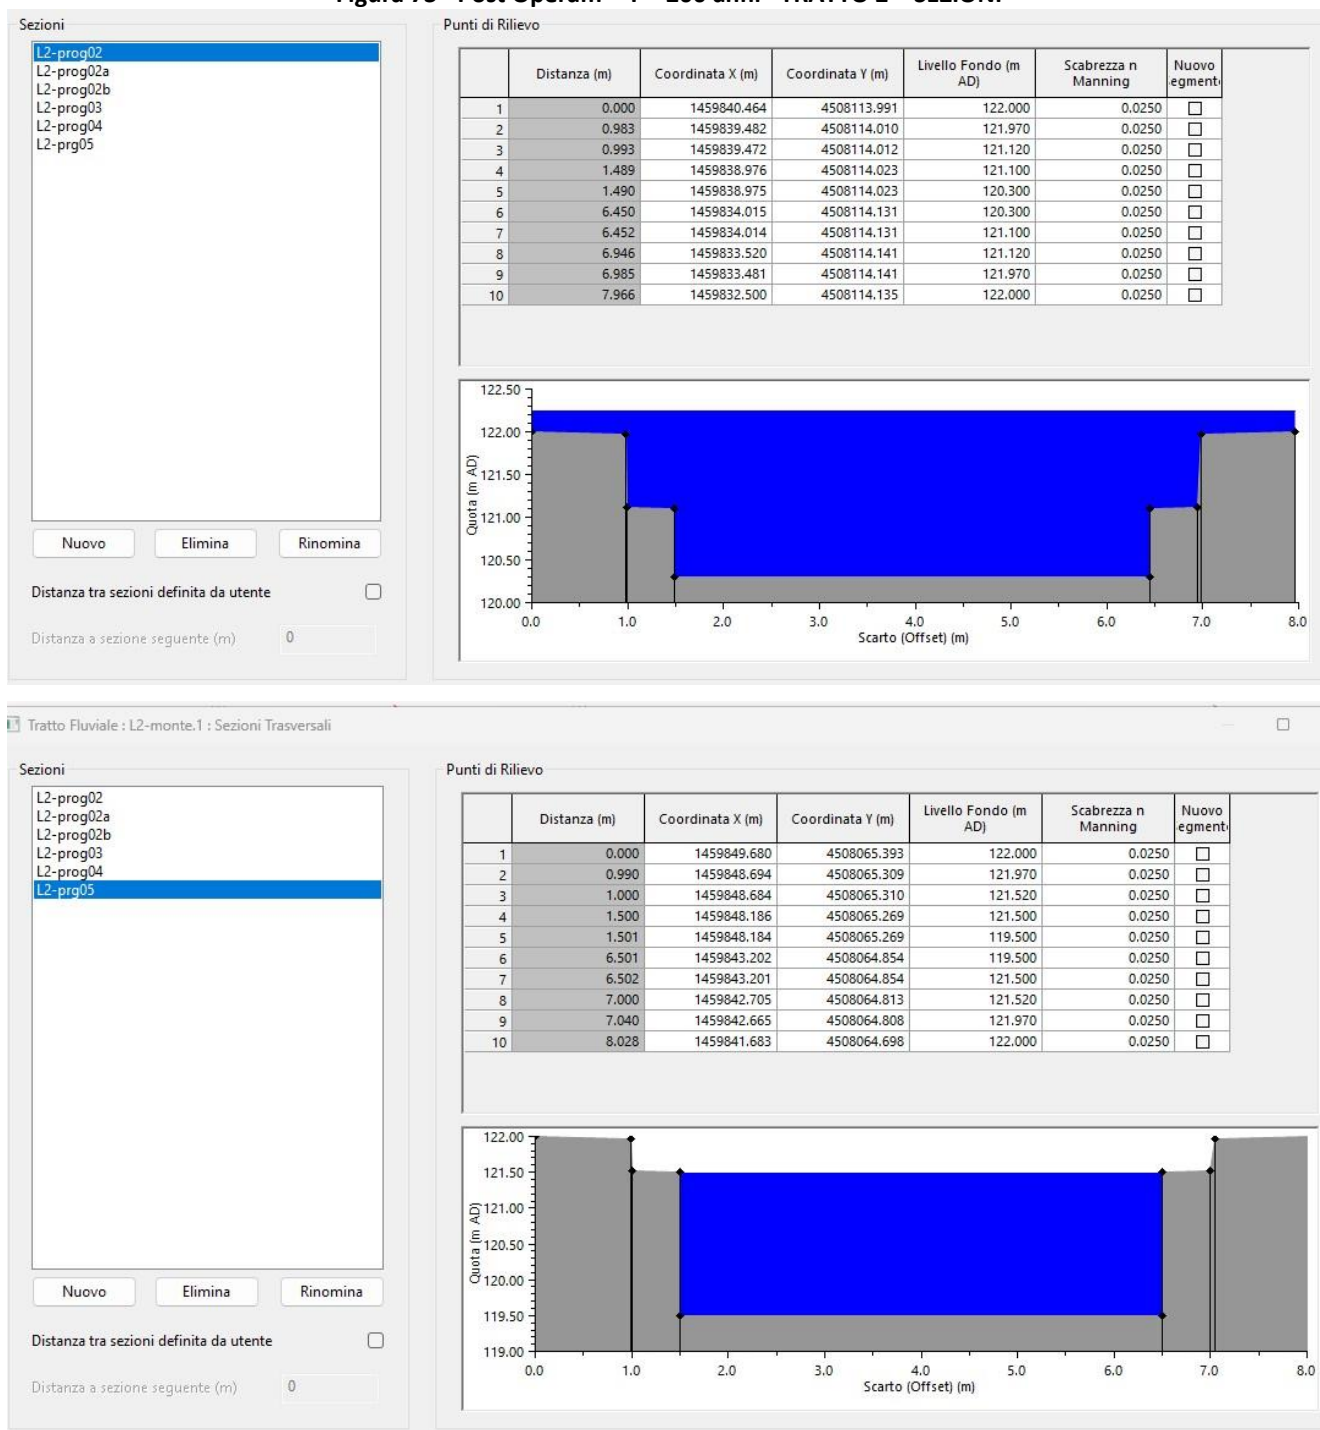 Figura 75 - Post Operam – T = 200 anni - TRATTO 2 – SEZIONI
Sezioni
L2-prog02
L2-prog02a
L2-prog02b
L2-prog03
L2-prog04
L2-prg05
Nuovo Elimina Rinomina
Distanza tra sezioni definita da utente
Distanza a sezione seguente (m) 0
Punti di Rilievo
Distanza (m) Coordinata X (m) Coordinata Y (m) Livello Fondo (m AD) Scabrezza n Manning Nuovo egment
1 0.000 1459840.464 4508113.991 122.000 0.0250
2 0.983 1459839.482 4508114.010 121.970 0.0250
3 0.993 1459839.472 4508114.012 121.120 0.0250
4 1.489 1459838.976 4508114.023 121.100 0.0250
5 1.490 1459838.975 4508114.023 120.300 0.0250
6 6.450 1459834.015 4508114.131 120.300 0.0250
7 6.452 1459834.014 4508114.131 121.100 0.0250
8 6.946 1459833.520 4508114.141 121.120 0.0250
9 6.985 1459833.481 4508114.141 121.970 0.0250
10 7.966 1459832.500 4508114.135 122.000 0.0250
Quota (m AD)
122.50
122.00
121.50
121.00
120.50
120.00
0.0 1.0 2.0 3.0 4.0 5.0 6.0 7.0 8.0
Scarto (Offset) (m)
Tratto Fluviale : L2-monte.1 : Sezioni Trasversali
Sezioni
L2-prog02
L2-prog02a
L2-prog02b
L2-prog03
L2-prog04
L2-prg05
Nuovo Elimina Rinomina
Distanza tra sezioni definita da utente
Distanza a sezione seguente (m) 0
Punti di Rilievo
Distanza (m) Coordinata X (m) Coordinata Y (m) Livello Fondo (m AD) Scabrezza n Manning Nuovo egment
1 0.000 1459849.680 4508065.393 122.000 0.0250
2 0.990 1459848.694 4508065.309 121.970 0.0250
3 1.000 1459848.684 4508065.310 121.520 0.0250
4 1.500 1459848.186 4508065.269 121.500 0.0250
5 1.501 1459848.184 4508065.269 119.500 0.0250
6 6.501 1459843.202 4508064.854 119.500 0.0250
7 6.502 1459843.201 4508064.854 121.500 0.0250
8 7.000 1459842.705 4508064.813 121.520 0.0250
9 7.040 1459842.665 4508064.808 121.970 0.0250
10 8.028 1459841.683 4508064.698 122.000 0.0250
Quota (m AD)
122.00
121.50
121.00
120.50
120.00
119.50
119.00
0.0 1.0 2.0 3.0 4.0 5.0 6.0 7.0 8.0
Scarto (Offset) (m)